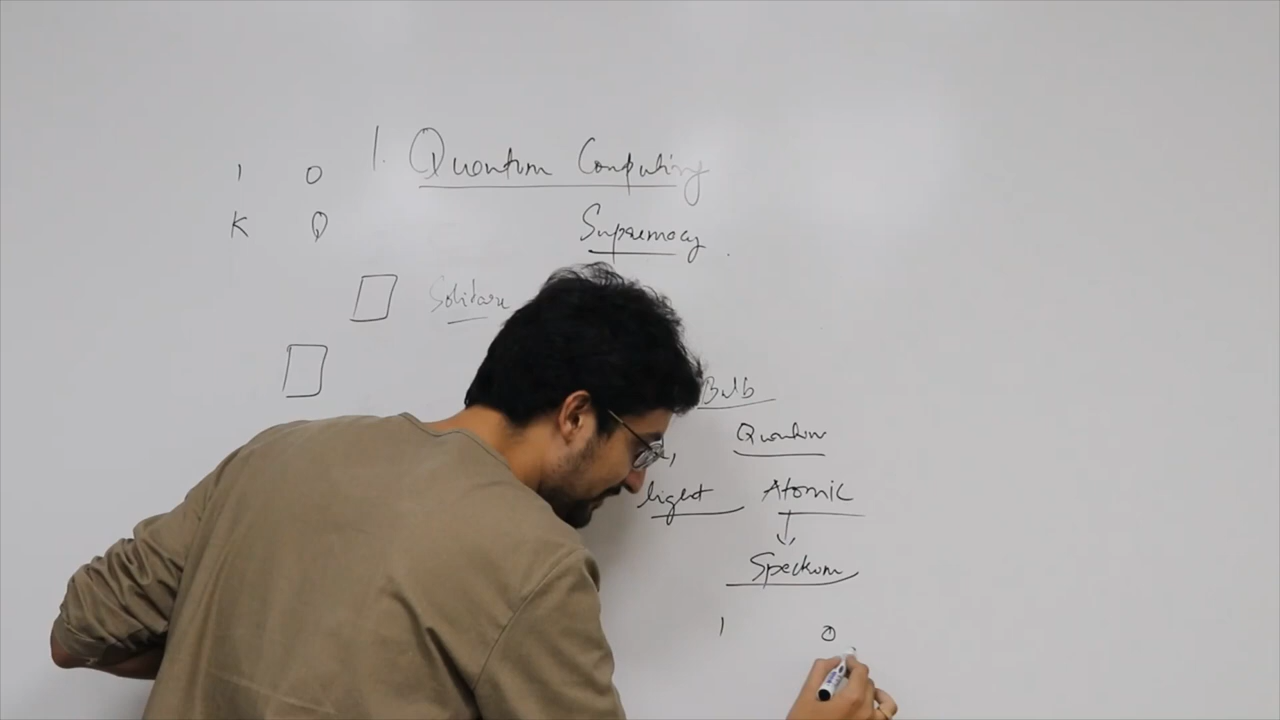 1. Quantum Computing
1 0
K Q
Supremacy
Solitare
Bulb
Quantum
light Atomic
Spectrum
1 0